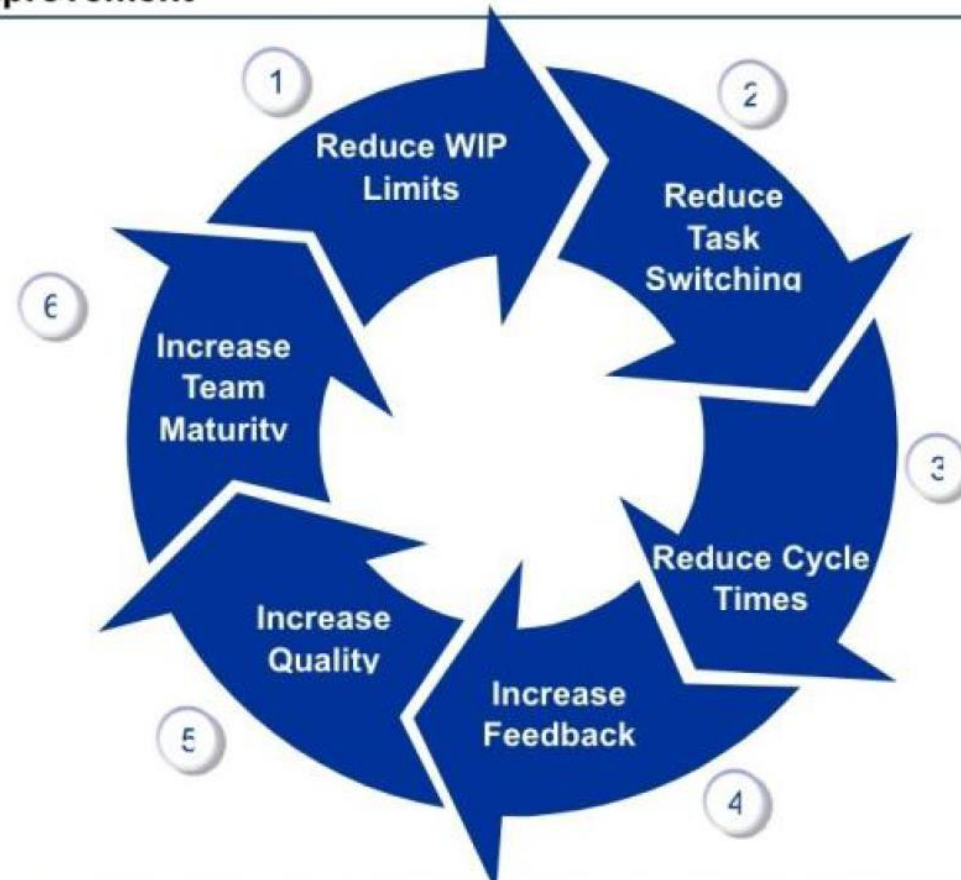 1
Reduce WIP
Limits
2
Reduce
Task
Switching
3
Reduce Cycle
Times
4
Increase
Feedback
5
Increase
Quality
6
Increase
Team
Maturity